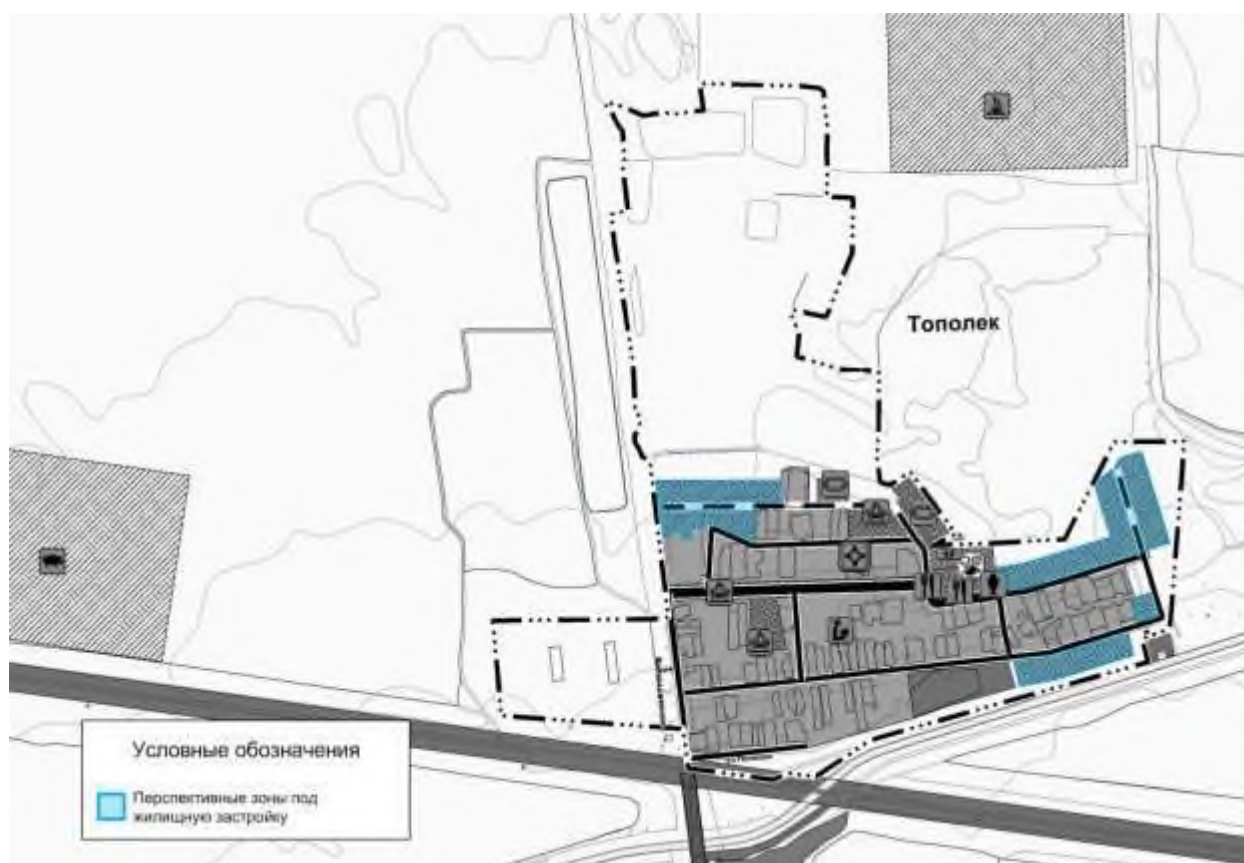 Тополек
Условные обозначения
Перспективные зоны под
жилищную застройку